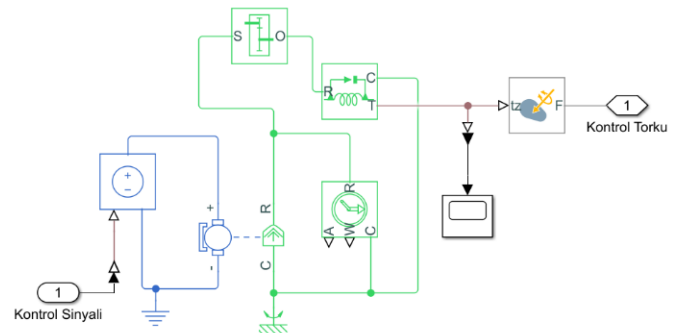 S O
R C
T
tz F
1
Kontrol Torku
+
-
+
-
R
C
R
A W C
1
Kontrol Sinyali